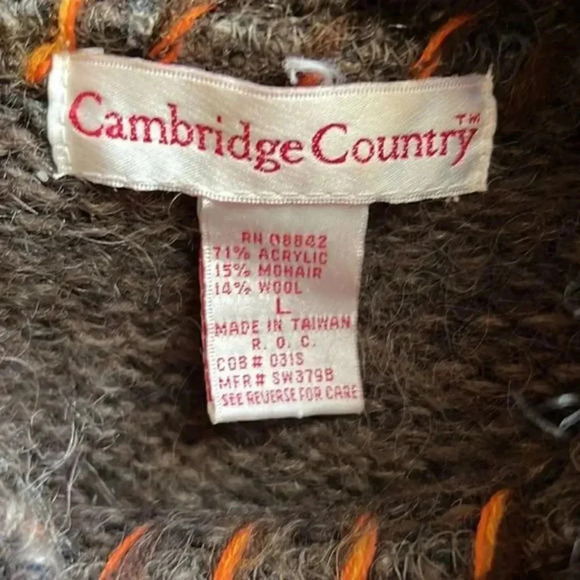 Cambridge Country™
RN 08842
71% ACRYLIC
15% MOHAIR
14% WOOL
L
MADE IN TAIWAN
R. O. C.
COB# 031S
MFR# SW379B
SEE REVERSE FOR CARE